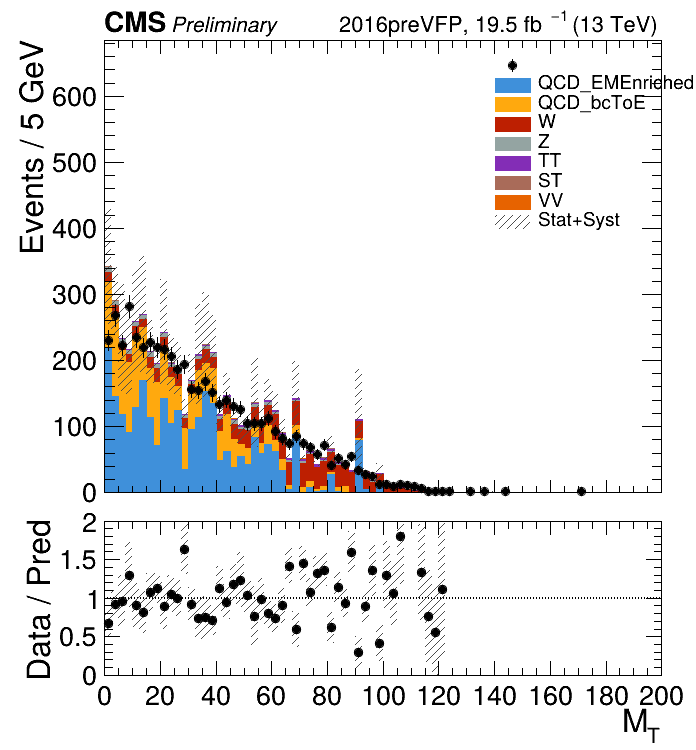 CMS Preliminary 2016preVFP, 19.5 fb ⁻¹ (13 TeV)
Events / 5 GeV
600
500
400
300
200
100
0
QCD_EMEnriched
QCD_bcToE
W
Z
TT
ST
VV
Stat+Syst
Data / Pred
2
1.5
1
0.5
0
0 20 40 60 80 100 120 140 160 180 200
M_T